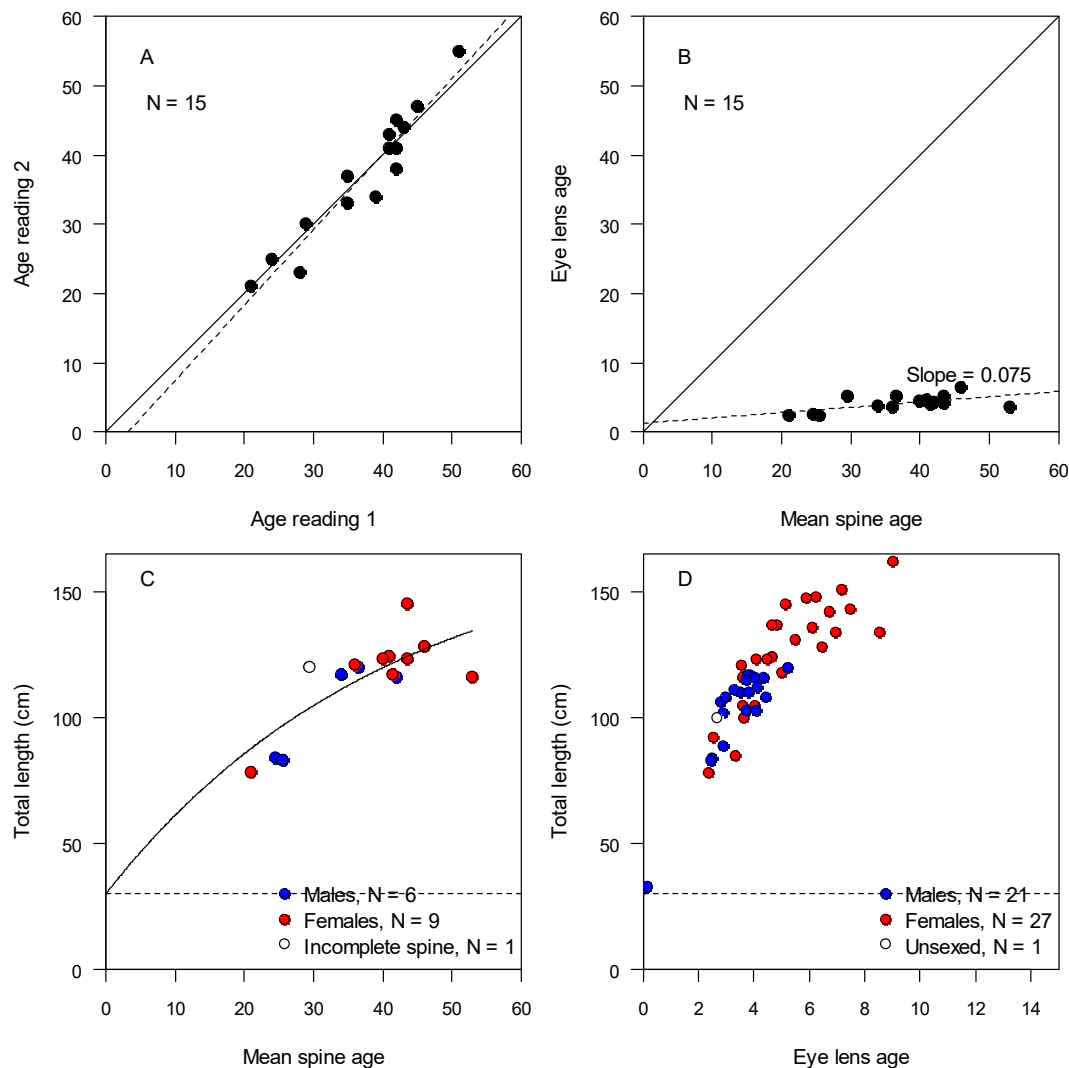 A
N = 15
60
50
40
30
20
10
0
Age reading 2
0 10 20 30 40 50 60
Age reading 1
B
N = 15
60
50
40
30
20
10
0
Eye lens age
Slope = 0.075
0 10 20 30 40 50 60
Mean spine age
C
150
100
50
0
Total length (cm)
Males, N = 6
Females, N = 9
Incomplete spine, N = 1
0 10 20 30 40 50 60
Mean spine age
D
150
100
50
0
Total length (cm)
Males, N = 21
Females, N = 27
Unsexed, N = 1
0 2 4 6 8 10 12 14
Eye lens age